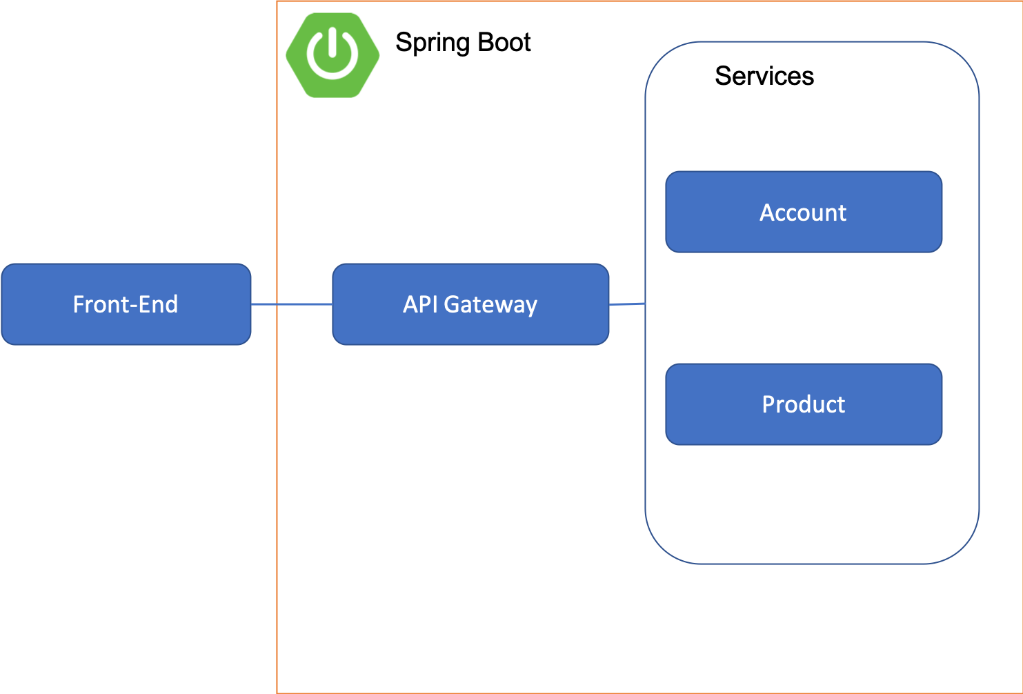 Spring Boot
Services
Account
Front-End
API Gateway
Product